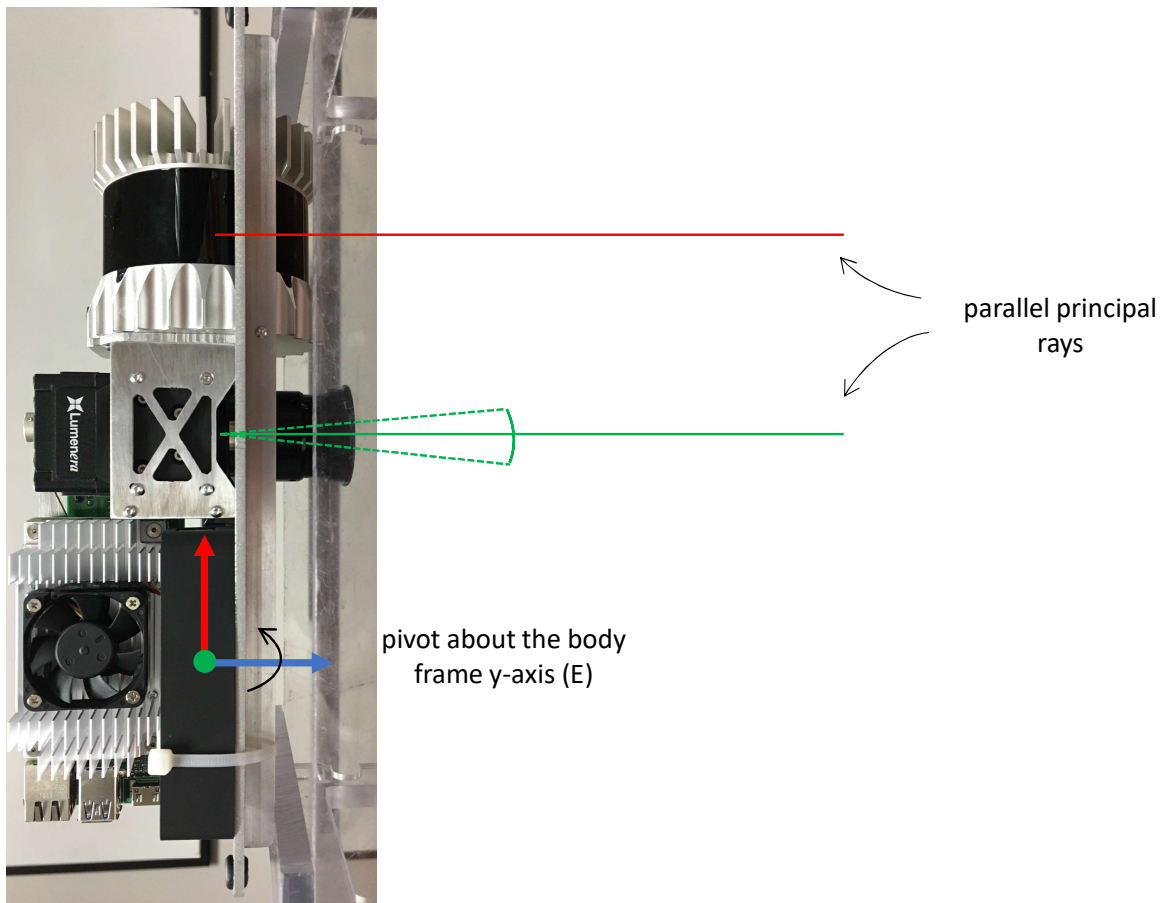 parallel principal
rays
Lumenera
pivot about the body
frame y-axis (E)